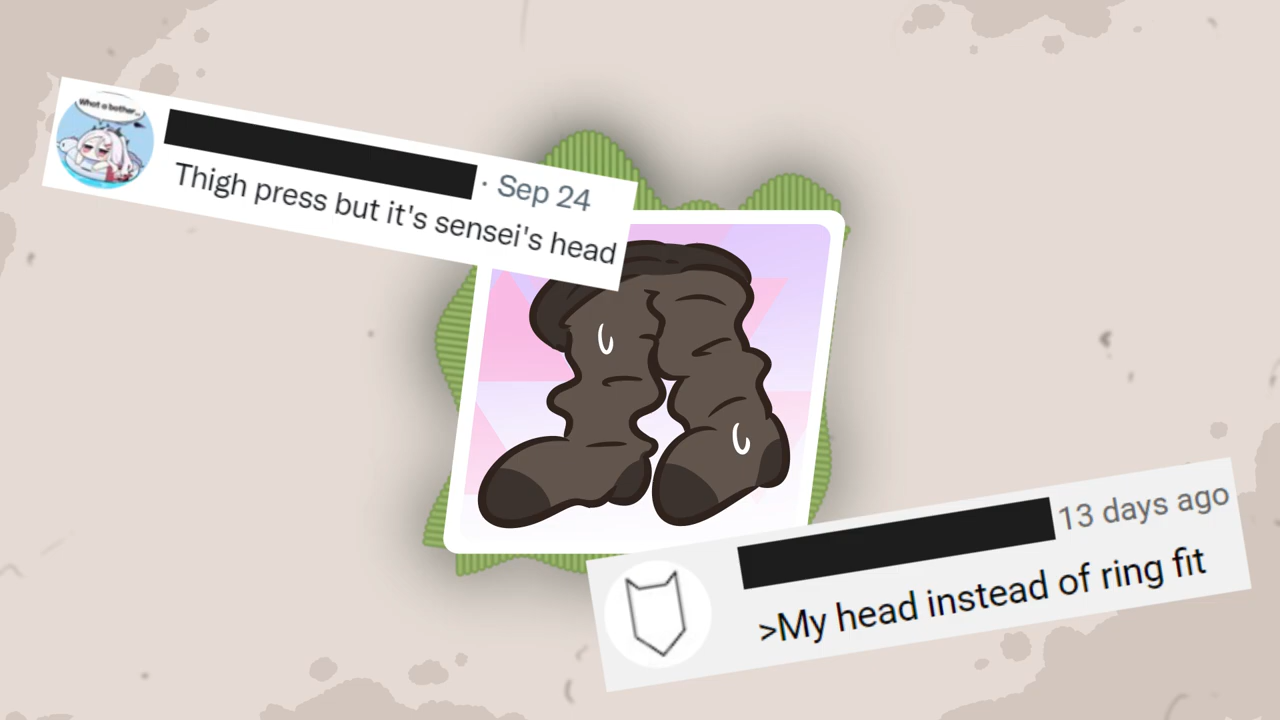 What a bother...
· Sep 24
Thigh press but it's sensei's head
13 days ago
>My head instead of ring fit